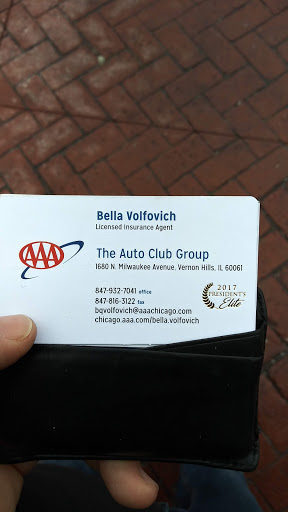 Bella Volfovich
Licensed Insurance Agent
AAA
The Auto Club Group
1680 N. Milwaukee Avenue, Vernon Hills, IL 60061
847-932-7041 office
847-816-3122 fax
bqvolfovich@aaachicago.com
chicago.aaa.com/bella.volfovich
2017
PRESIDENT'S
Elite